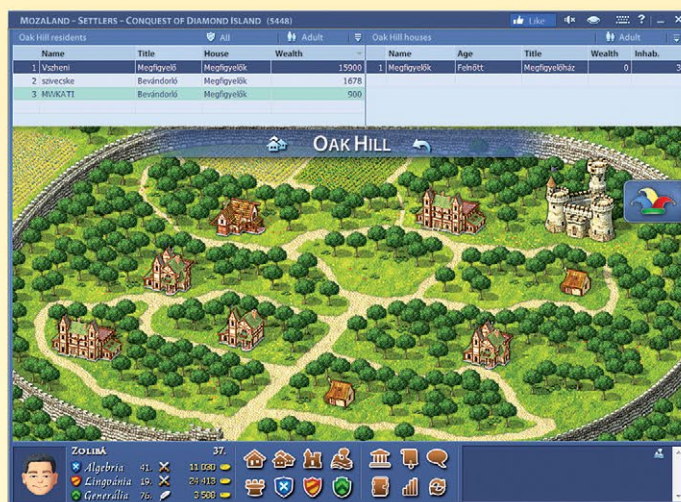 MOZALAND – SETTLERS – CONQUEST OF DIAMOND ISLAND (5448) Like ?
Oak Hill residents All Adult
Name Title House Wealth
1 Vszheni Megfigyelő Megfigyelők 15900
2 szivecske Bevándorló Megfigyelők 1678
3 MWKATI Bevándorló Megfigyelők 900
Oak Hill houses Adult
Name Age Title Wealth Inhab.
1 Megfigyelők Felnőtt Megfigyelőház 0 3
OAK HILL
ZOLIBÁ 37.
Algebria 41. 11 030
Lingvánia 19. 24 413
Generália 76. 3 500